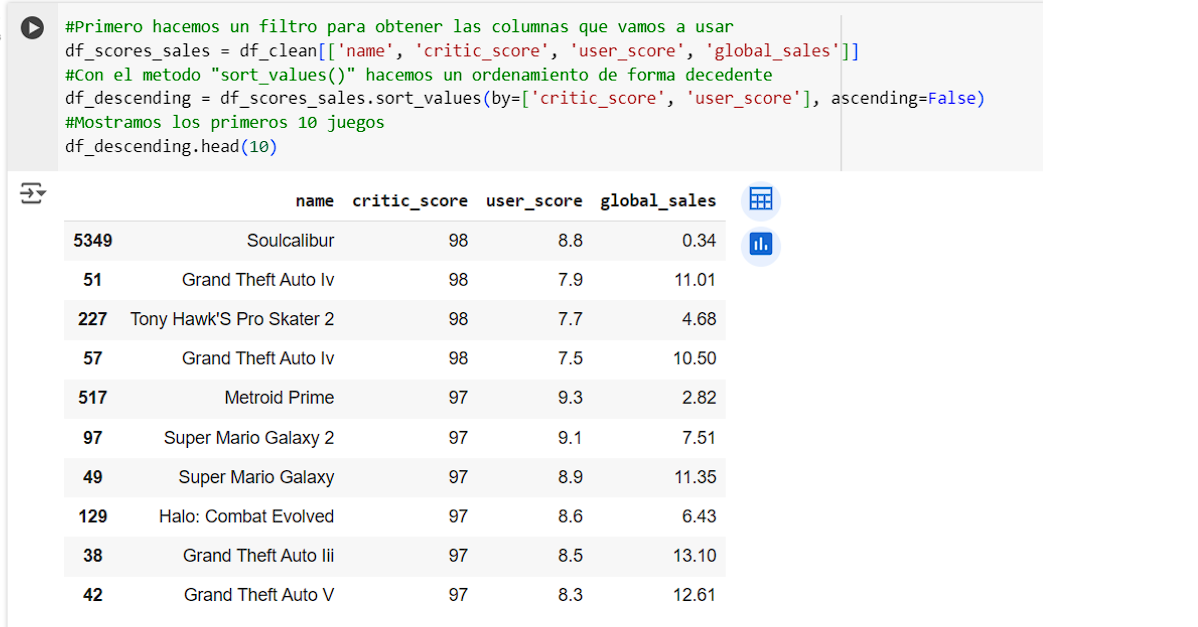 #Primero hacemos un filtro para obtener las columnas que vamos a usar
df_scores_sales = df_clean[['name', 'critic_score', 'user_score', 'global_sales']]
#Con el metodo "sort_values()" hacemos un ordenamiento de forma decedente
df_descending = df_scores_sales.sort_values(by=['critic_score', 'user_score'], ascending=False)
#Mostramos los primeros 10 juegos
df_descending.head(10)
name critic_score user_score global_sales
5349 Soulcalibur 98 8.8 0.34
51 Grand Theft Auto Iv 98 7.9 11.01
227 Tony Hawk'S Pro Skater 2 98 7.7 4.68
57 Grand Theft Auto Iv 98 7.5 10.50
517 Metroid Prime 97 9.3 2.82
97 Super Mario Galaxy 2 97 9.1 7.51
49 Super Mario Galaxy 97 8.9 11.35
129 Halo: Combat Evolved 97 8.6 6.43
38 Grand Theft Auto Iii 97 8.5 13.10
42 Grand Theft Auto V 97 8.3 12.61